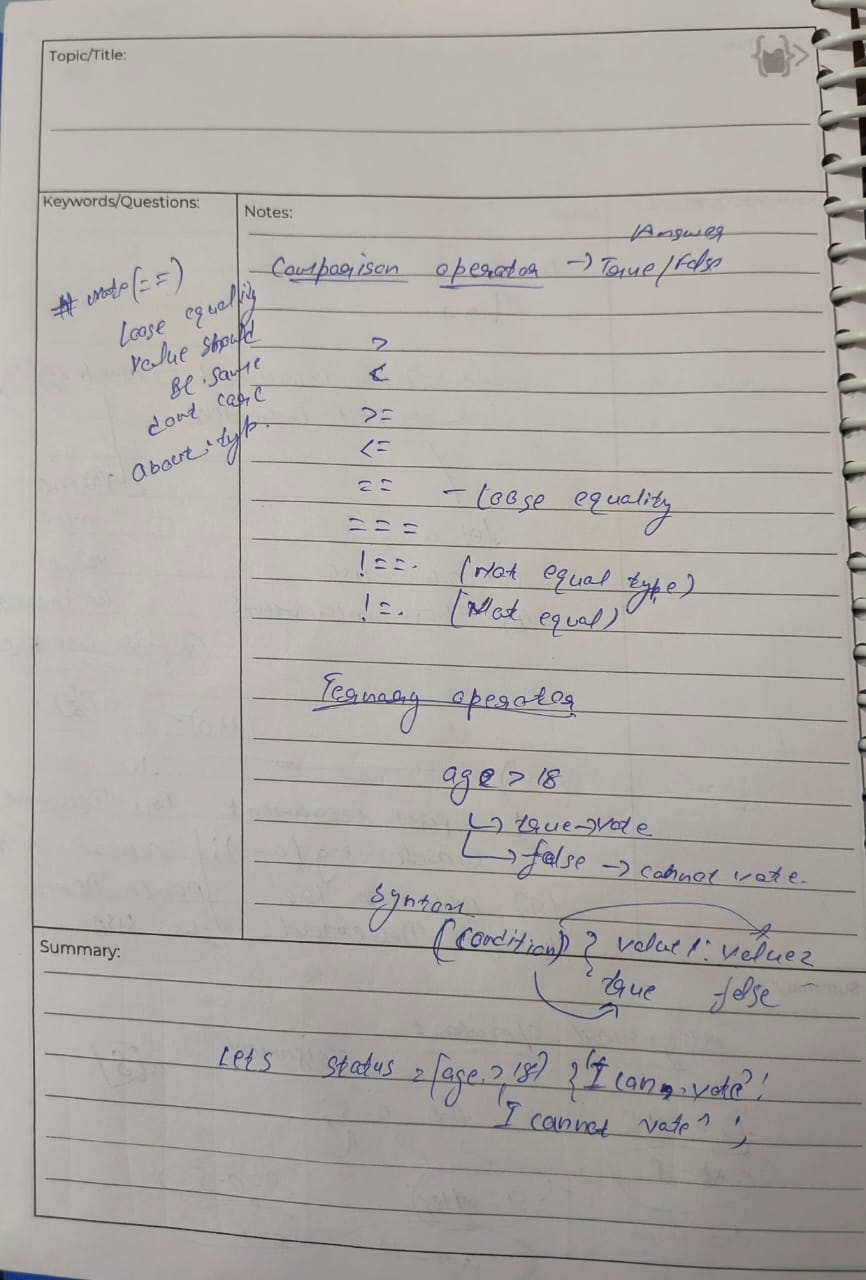 Topic/Title:
Keywords/Questions:
# note (==)
Loose equality
value should
be same
dont care
about typ.
Notes:
Answer
Comparison operator → True/False
>
<
>=
<=
== - Loose equality
===
!==. (Not equal type)
!=. (Not equal)
Ternary operator
age > 18
↳ true → vote
↳ false → cannot vote.
Syntax
(condition) ? value1 : value2
true false
Summary:
Lets status = (age > 18) ? "I can vote" :
"I cannot vote" ;